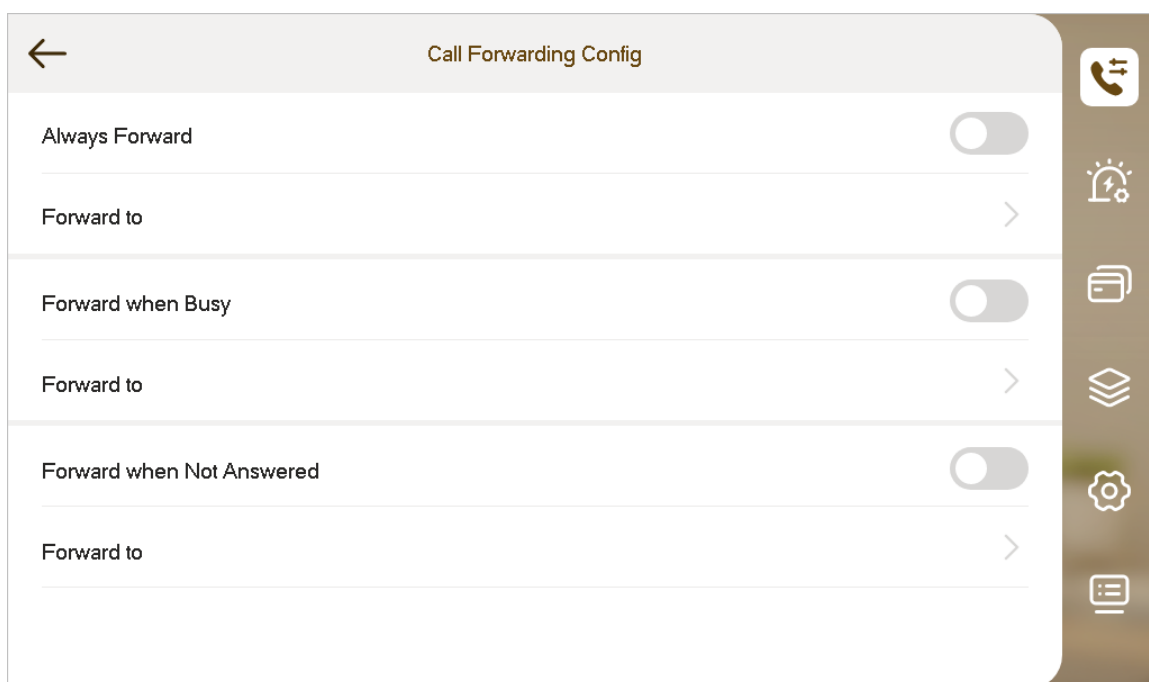 Call Forwarding Config
Always Forward
Forward to
Forward when Busy
Forward to
Forward when Not Answered
Forward to